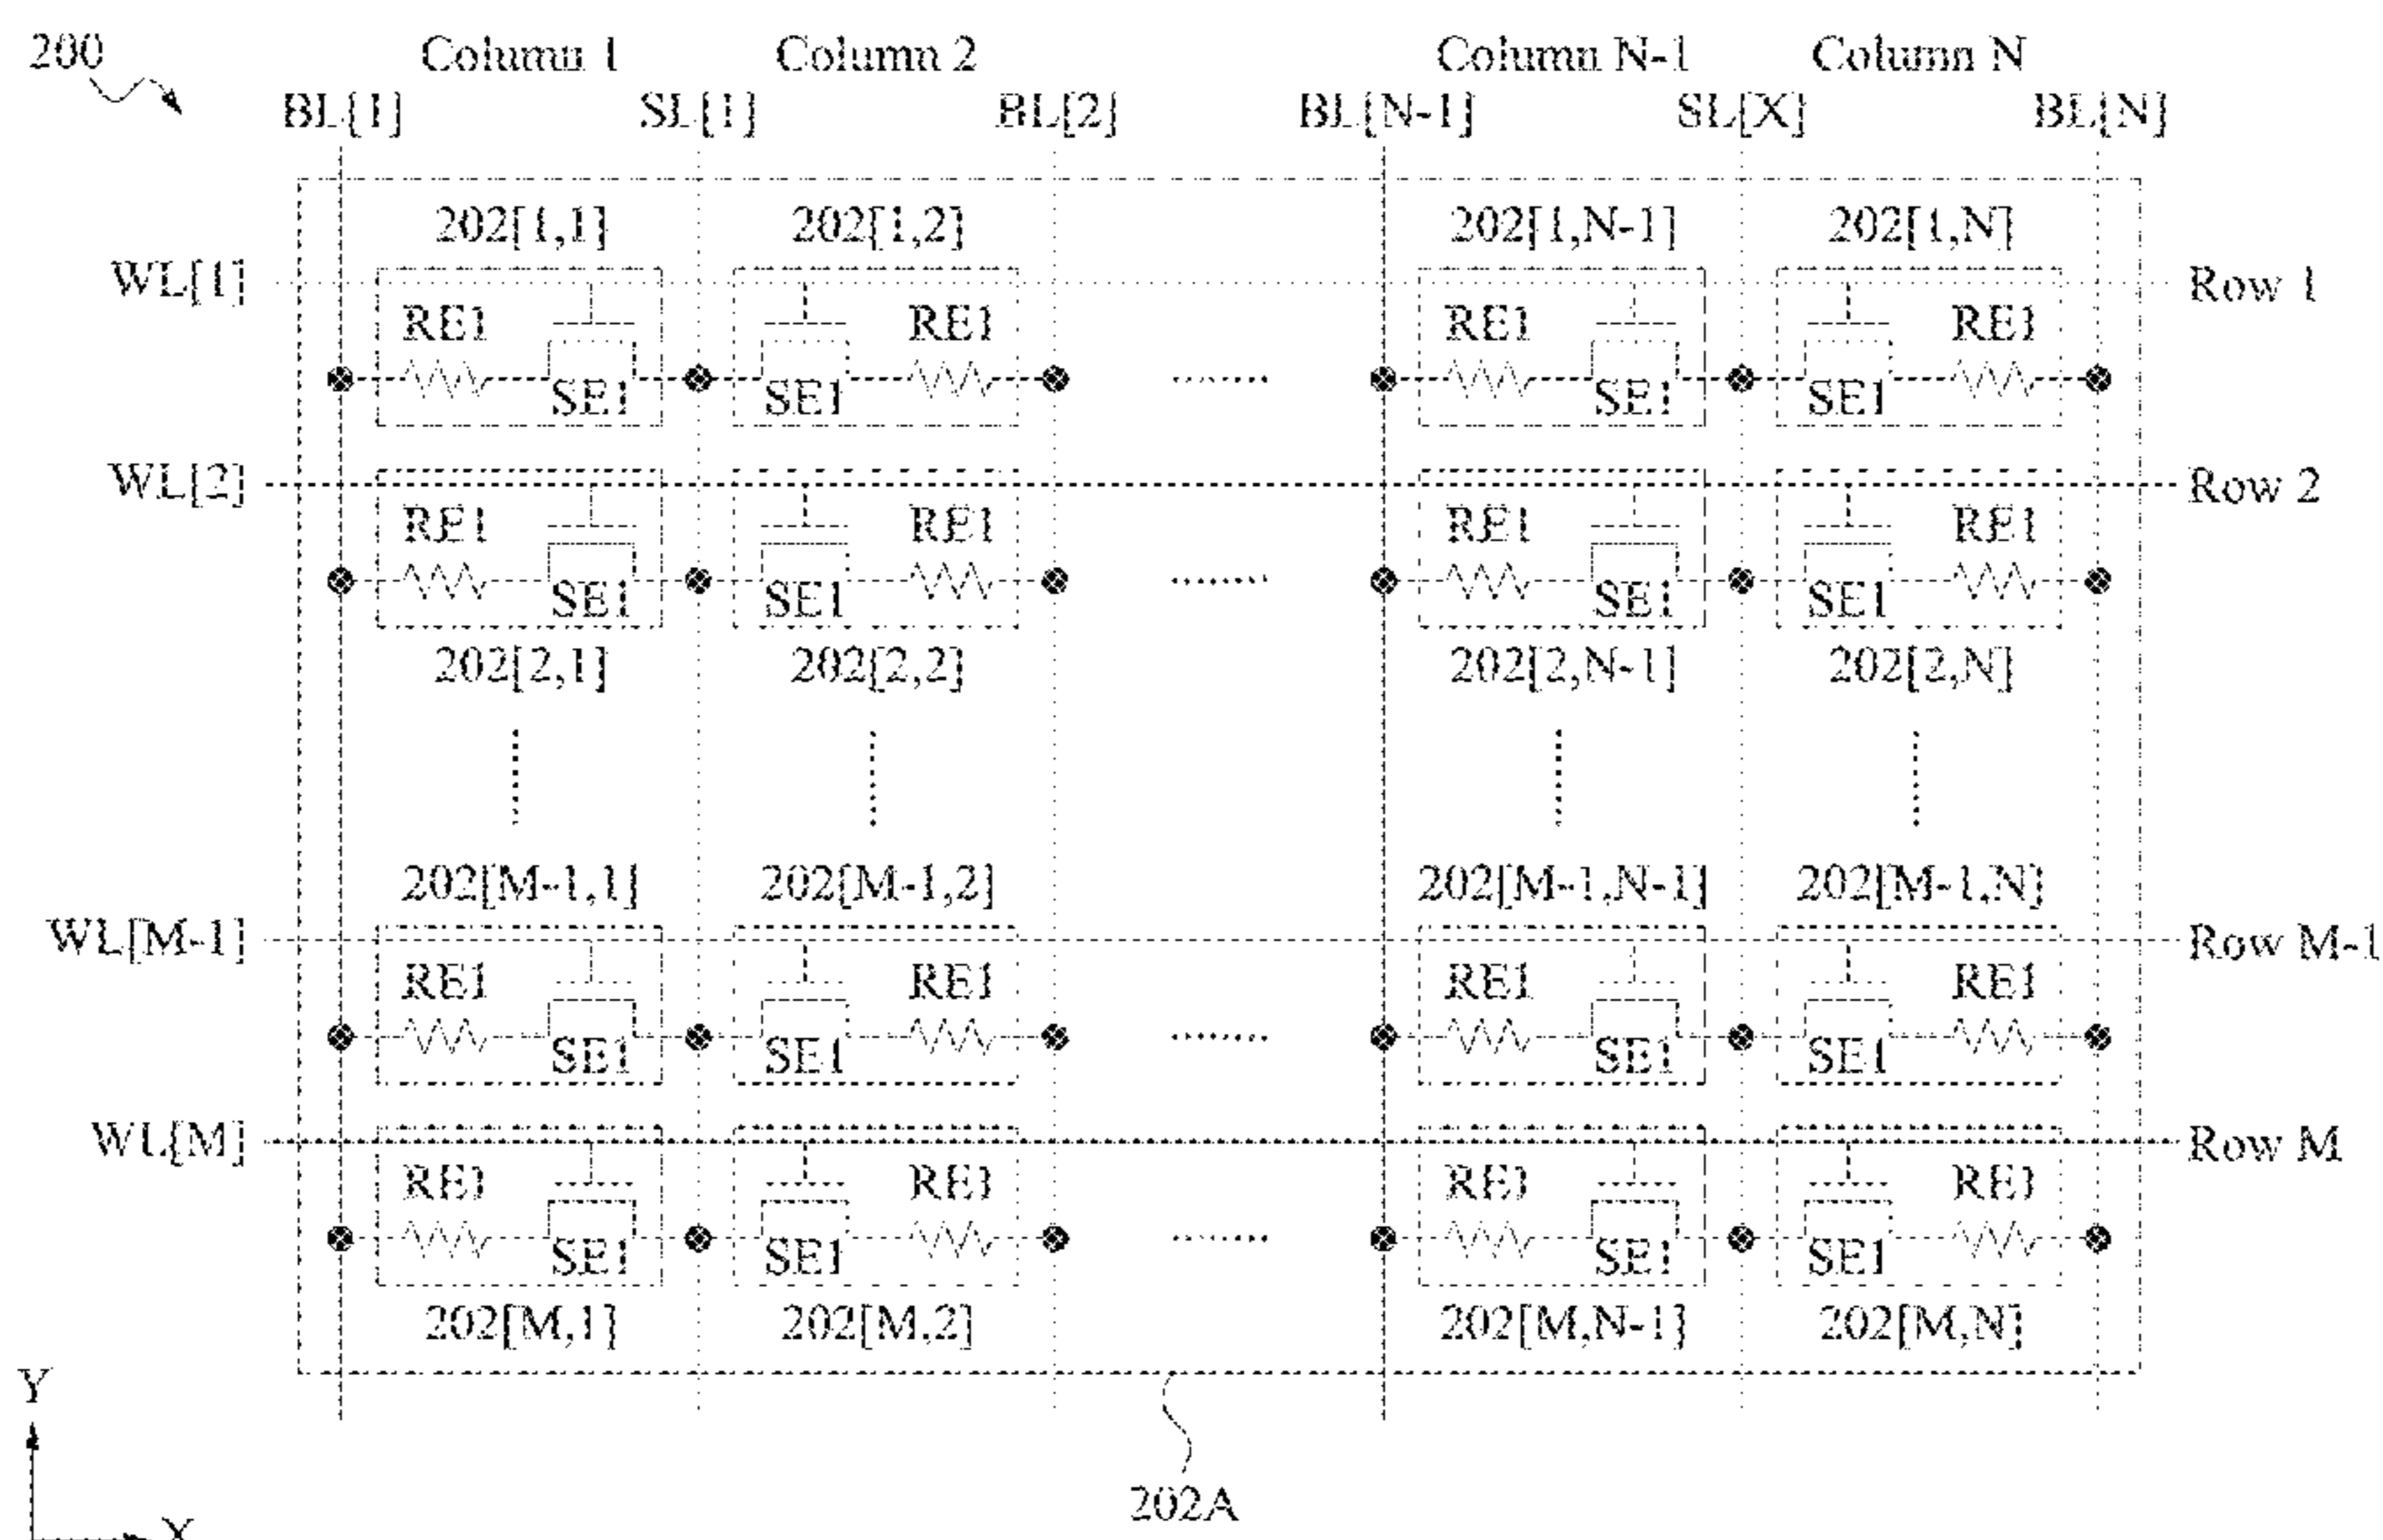 200
Column 1 Column 2 Column N-1 Column N
BL[1] SL[1] BL[2] BL[N-1] SL[X] BL[N]
202[1,1] 202[1,2] 202[1,N-1] 202[1,N]
WL[1] Row 1
RE1 RE1 RE1 RE1
SE1 SE1 SE1 SE1
WL[2] Row 2
RE1 RE1 RE1 RE1
SE1 SE1 SE1 SE1
202[2,1] 202[2,2] 202[2,N-1] 202[2,N]
202[M-1,1] 202[M-1,2] 202[M-1,N-1] 202[M-1,N]
WL[M-1] Row M-1
RE1 RE1 RE1 RE1
SE1 SE1 SE1 SE1
WL[M] Row M
RE1 RE1 RE1 RE1
SE1 SE1 SE1 SE1
202[M,1] 202[M,2] 202[M,N-1] 202[M,N]
Y
202A
X